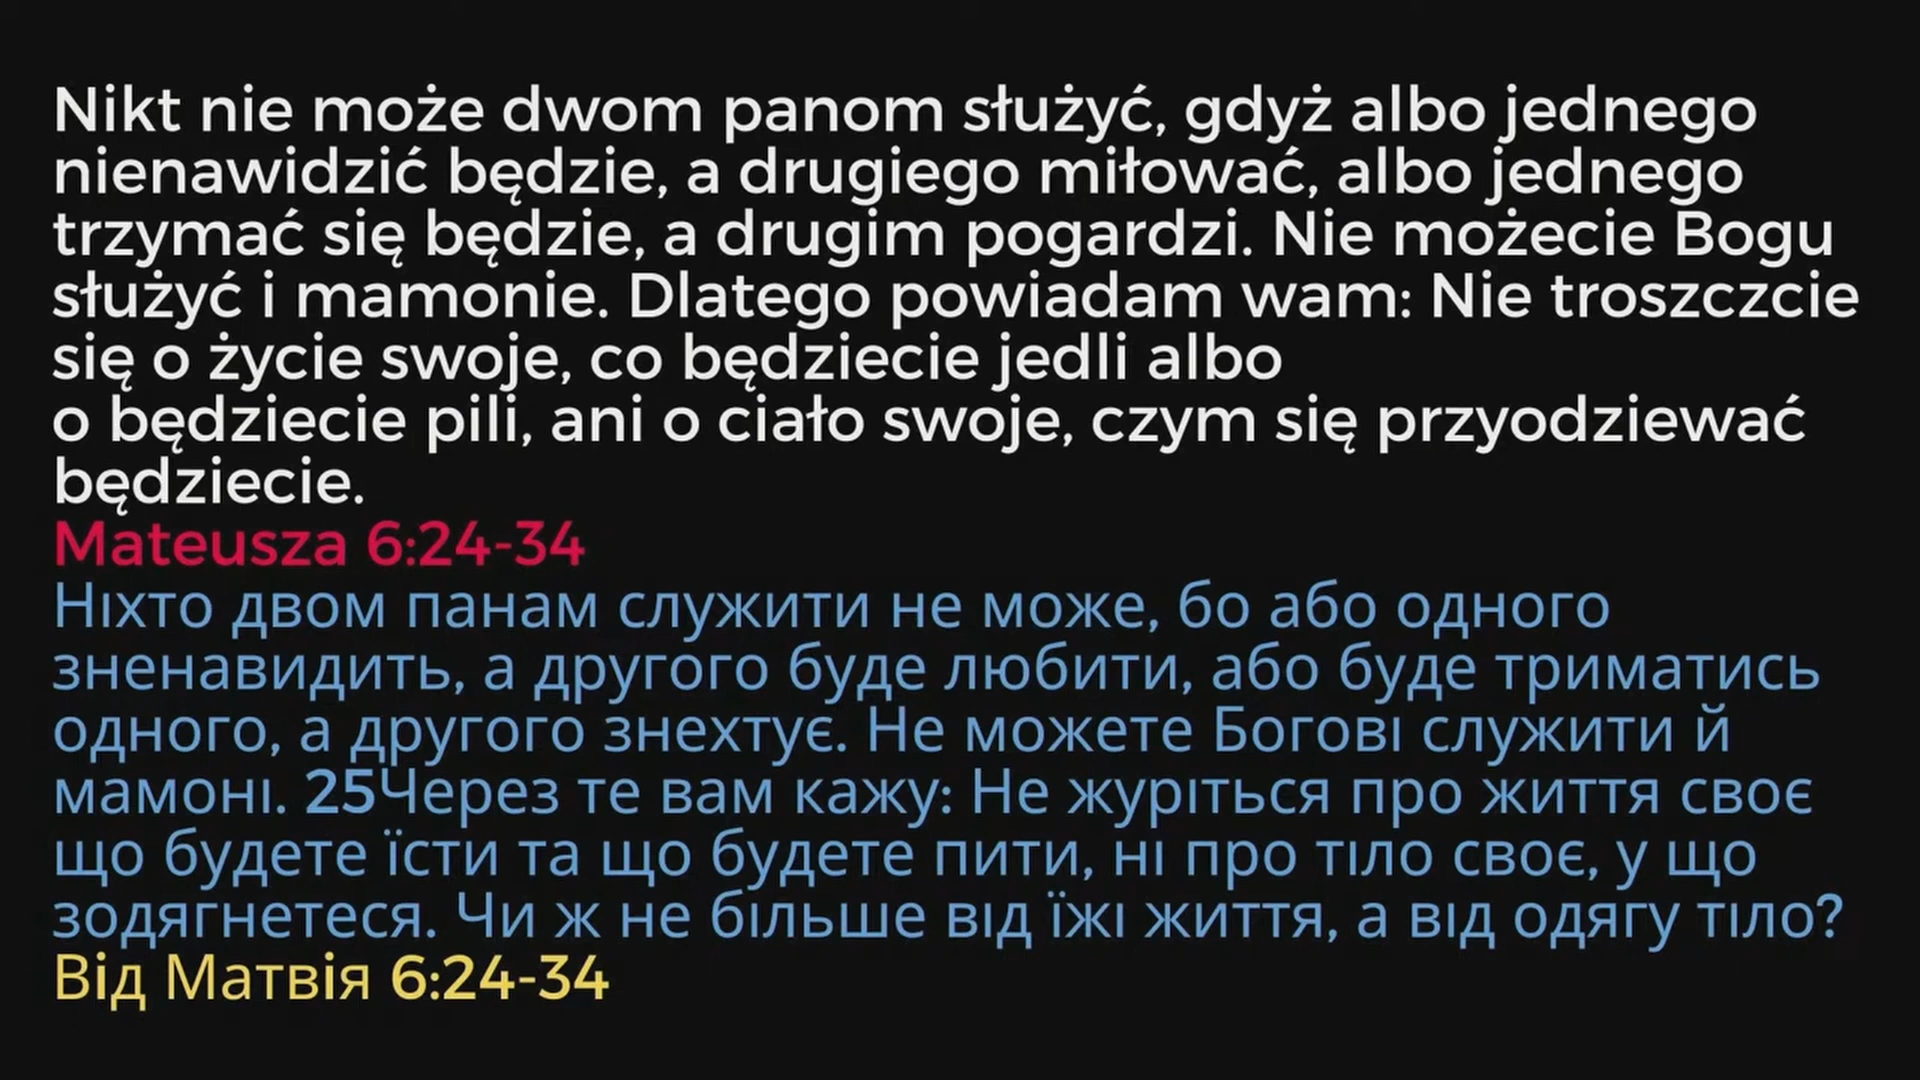 Nikt nie może dwom panom służyć, gdyż albo jednego
nienawidzić będzie, a drugiego miłować, albo jednego
trzymać się będzie, a drugim pogardzi. Nie możecie Bogu
służyć i mamonie. Dlatego powiadam wam: Nie troszczcie
się o życie swoje, co będziecie jedli albo
o będziecie pili, ani o ciało swoje, czym się przyodziewać
będziecie.
Mateusza 6:24-34
Ніхто двом панам служити не може, бо або одного
зненавидить, а другого буде любити, або буде триматись
одного, а другого знехтує. Не можете Богові служити й
мамоні. 25Через те вам кажу: Не журіться про життя своє
що будете їсти та що будете пити, ні про тіло своє, у що
зодягнетеся. Чи ж не більше від їжі життя, а від одягу тіло?
Від Матвія 6:24-34